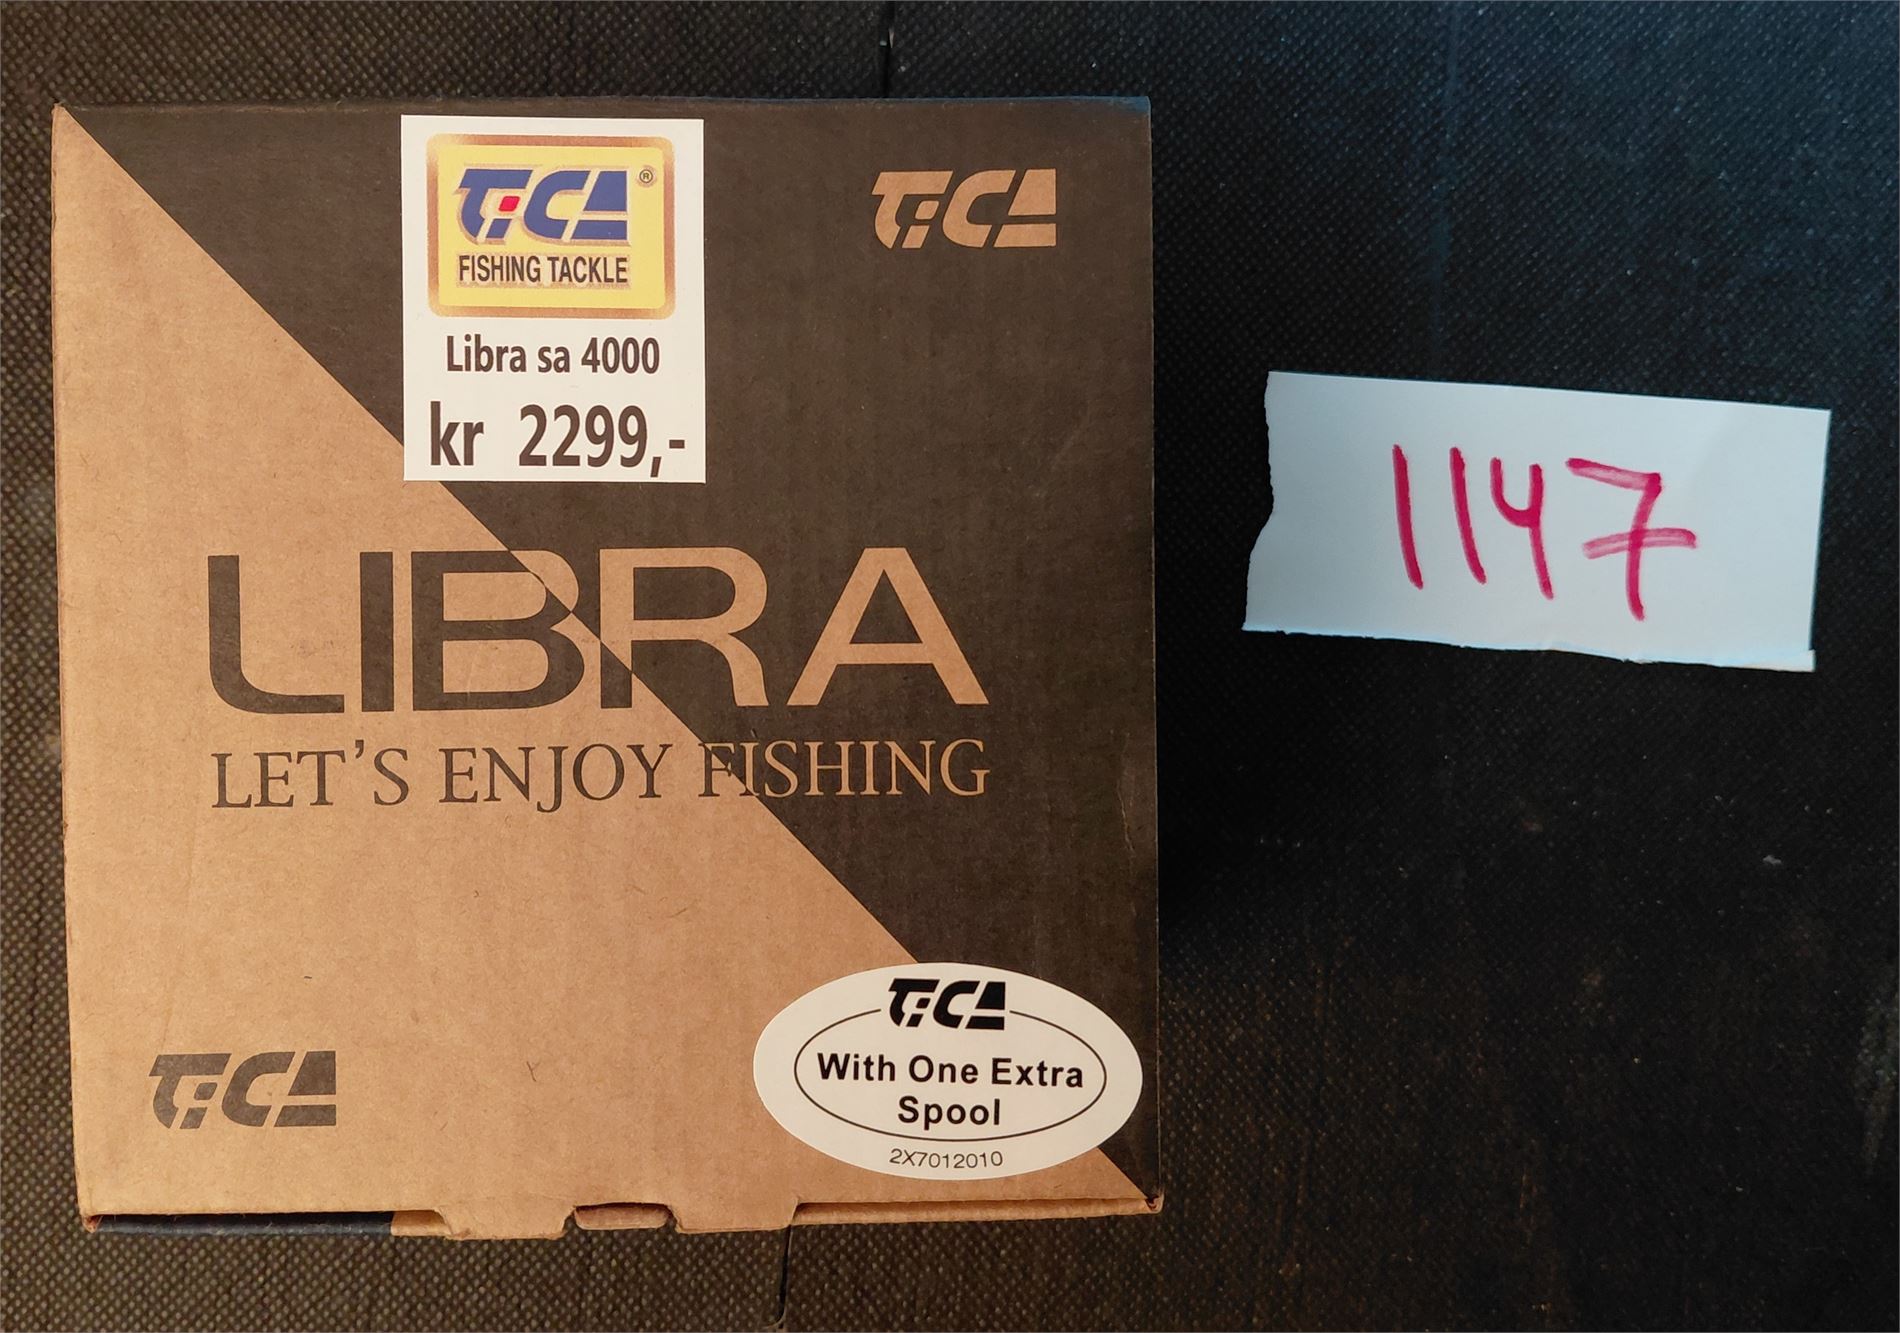 TiCA®
FISHING TACKLE
Libra sa 4000
kr 2299,-
TiCA
LIBRA
LET'S ENJOY FISHING
TiCA
TiCA
With One Extra
Spool
2X7012010
1147